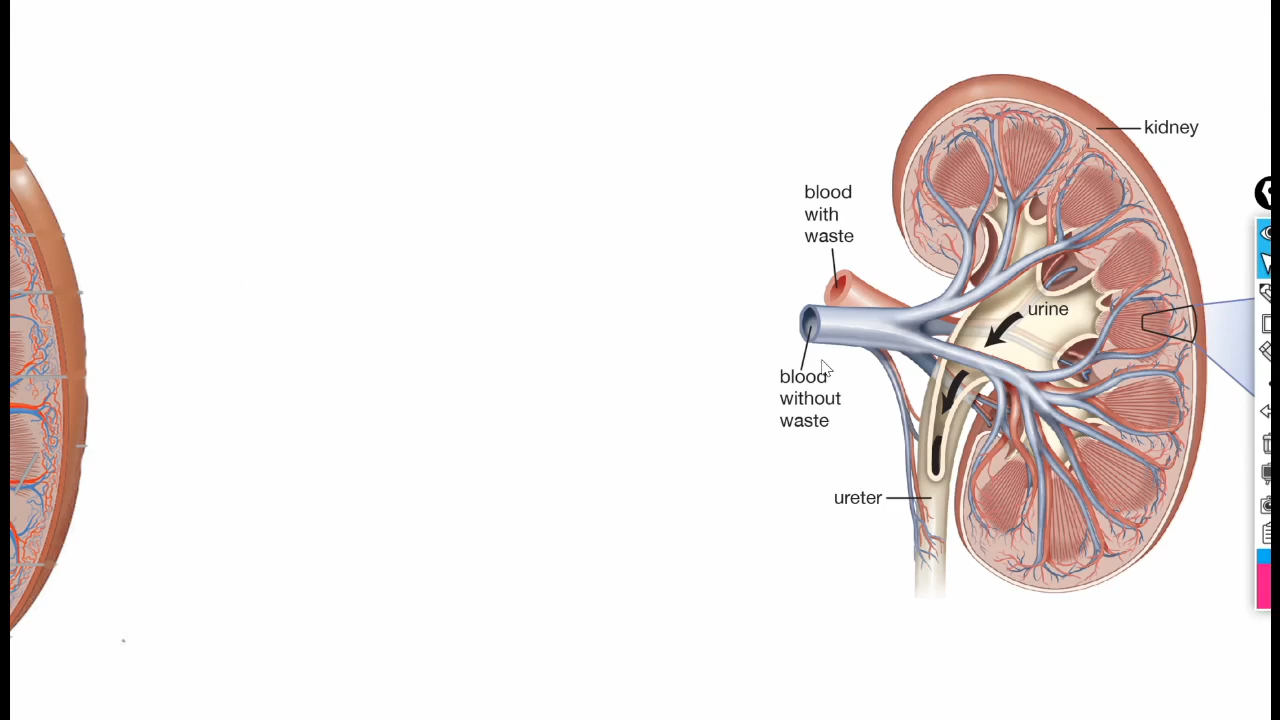 kidney
blood
with
waste
urine
blood
without
waste
ureter